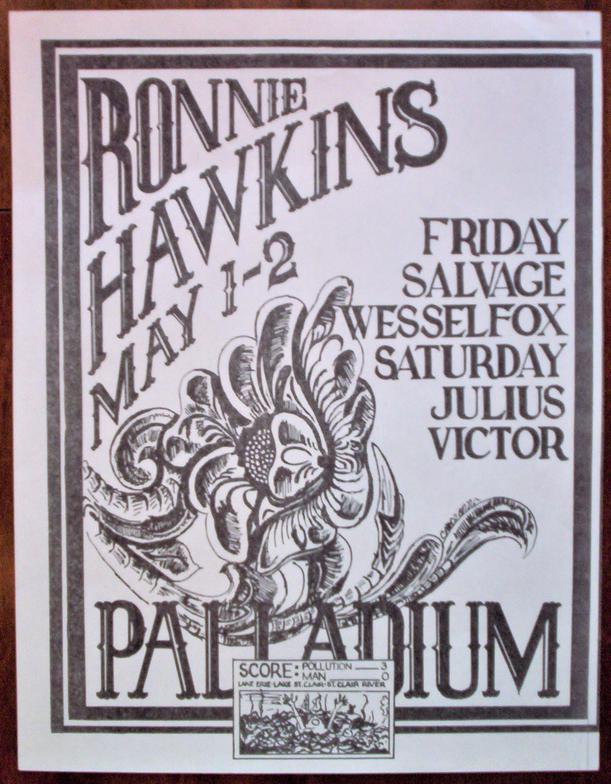 RONNIE
HAWKINS
MAY 1-2
FRIDAY
SALVAGE
WESSELFOX
SATURDAY
JULIUS
VICTOR
PALLADIUM
SCORE: POLLUTION 3
MAN 0
LAKE ERIE-LAKE ST. CLAIR-ST. CLAIR RIVER